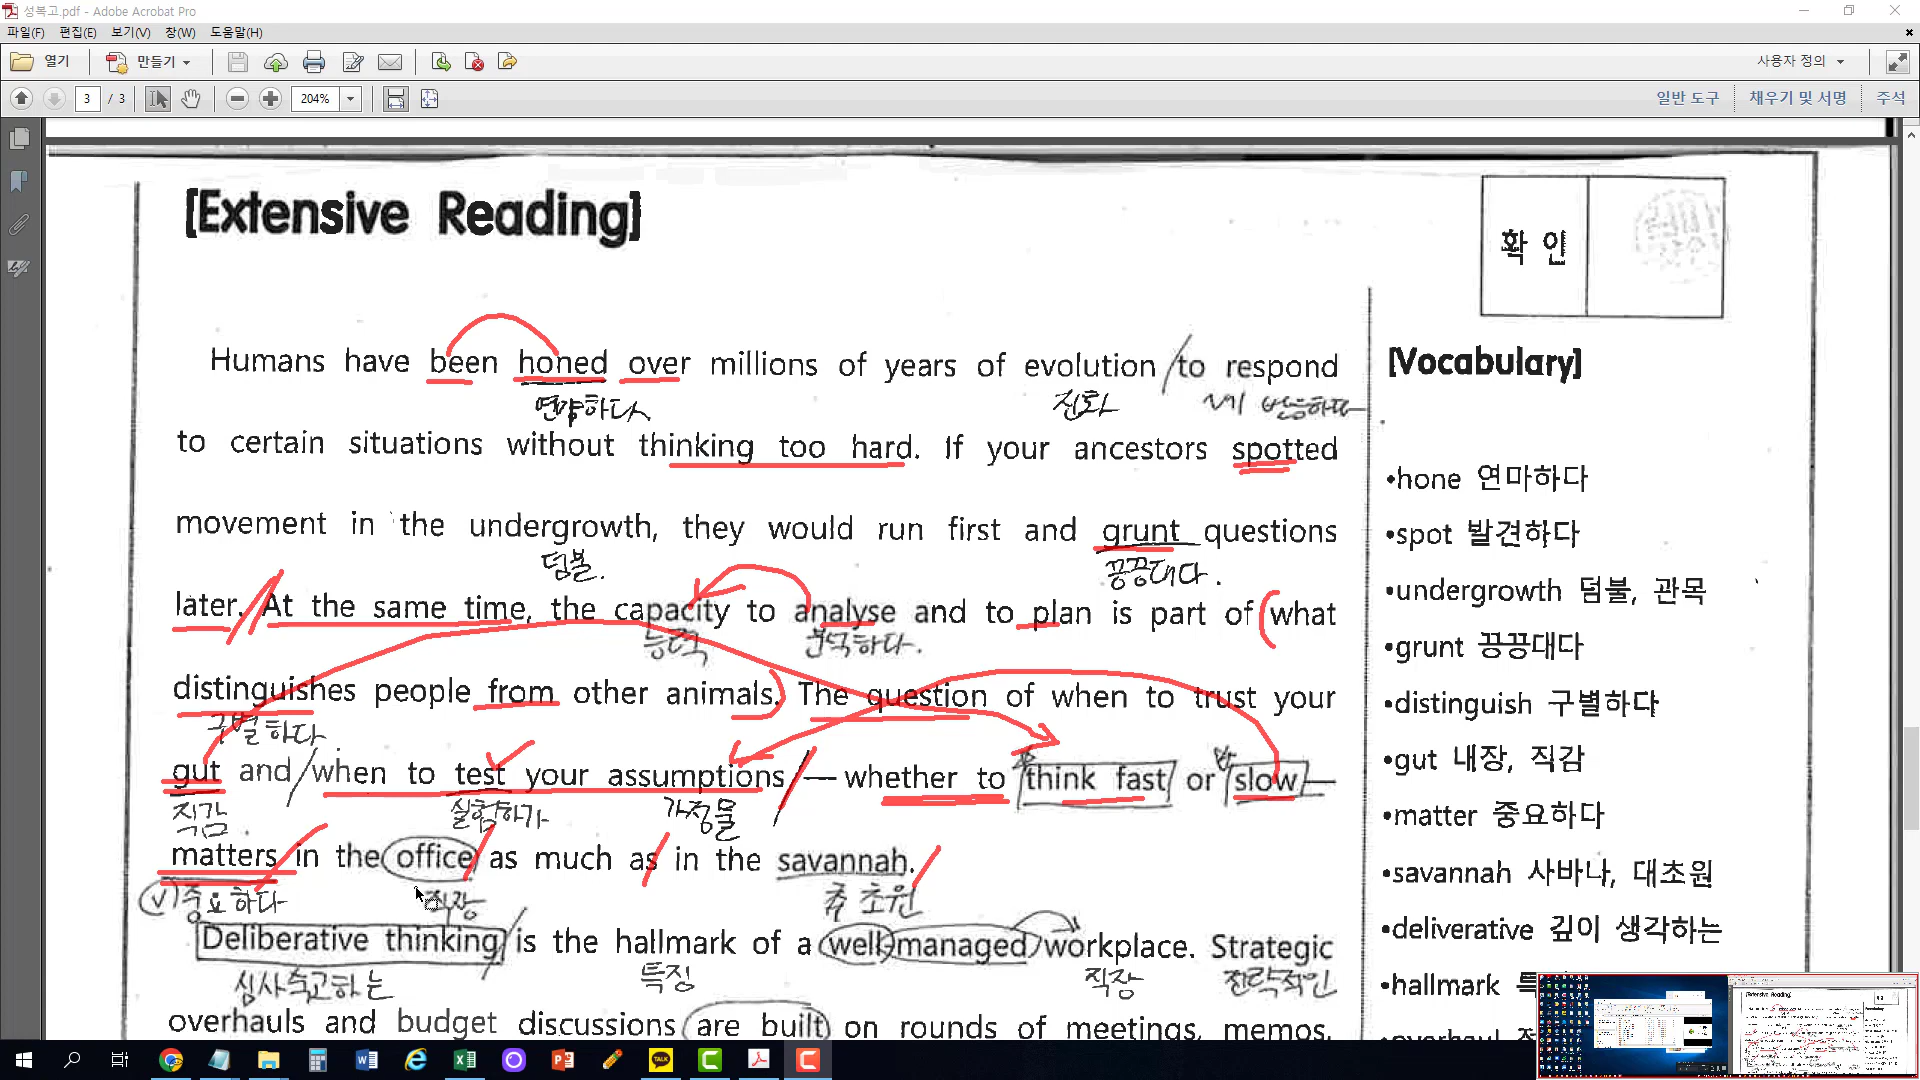 성복고.pdf - Adobe Acrobat Pro
파일(F) 편집(E) 보기(V) 창(W) 도움말(H)
열기 만들기 사용자 정의
3 / 3 204% 일반 도구 채우기 및 서명 주석
[Extensive Reading]
확 인
Humans have been honed over millions of years of evolution to respond
연마하다 진화 반응하다
to certain situations without thinking too hard. If your ancestors spotted
movement in the undergrowth, they would run first and grunt questions
덤불. 끙끙대다.
later. At the same time, the capacity to analyse and to plan is part of what
능력 분석하다.
distinguishes people from other animals. The question of when to trust your
구별하다
gut and when to test your assumptions — whether to think fast or slow—
직감. 실험하기 가정물
matters in the office as much as in the savannah.
(v) 중요하다 직장 초원
Deliberative thinking is the hallmark of a well-managed workplace. Strategic
심사숙고하는 특징 직장 전략적인
overhauls and budget discussions are built on rounds of meetings, memos,
[Vocabulary]
•hone 연마하다
•spot 발견하다
•undergrowth 덤불, 관목
•grunt 끙끙대다
•distinguish 구별하다
•gut 내장, 직감
•matter 중요하다
•savannah 사바나, 대초원
•deliverative 깊이 생각하는
•hallmark